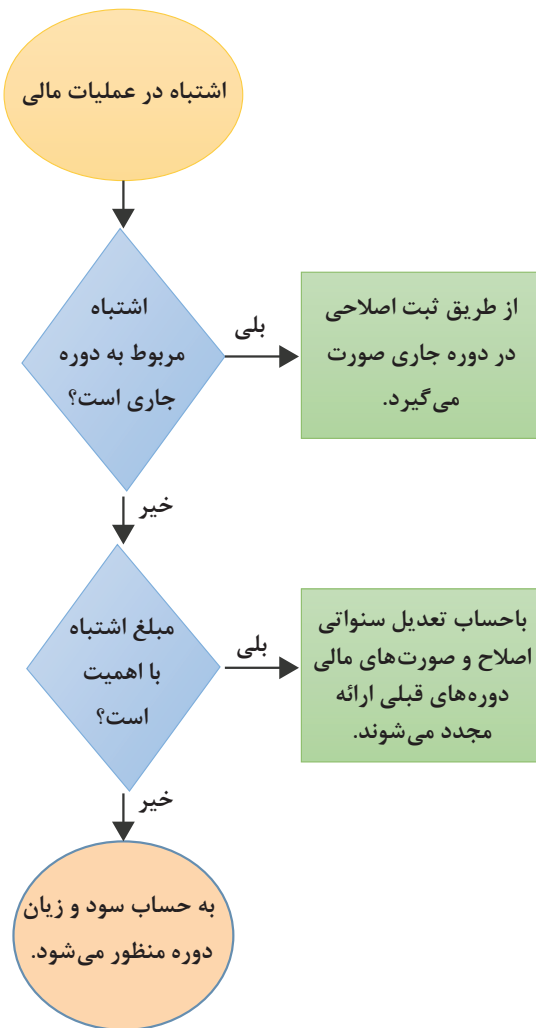 اشتباه در عملیات مالی
اشتباه
مربوط به دوره
جاری است؟
بلی
از طریق ثبت اصلاحی
در دوره جاری صورت
می‌گیرد.
خیر
مبلغ اشتباه
با اهمیت
است؟
بلی
باحساب تعدیل سنواتی
اصلاح و صورت‌های مالی
دوره‌های قبلی ارائه
مجدد می‌شوند.
خیر
به حساب سود و زیان
دوره منظور می‌شود.